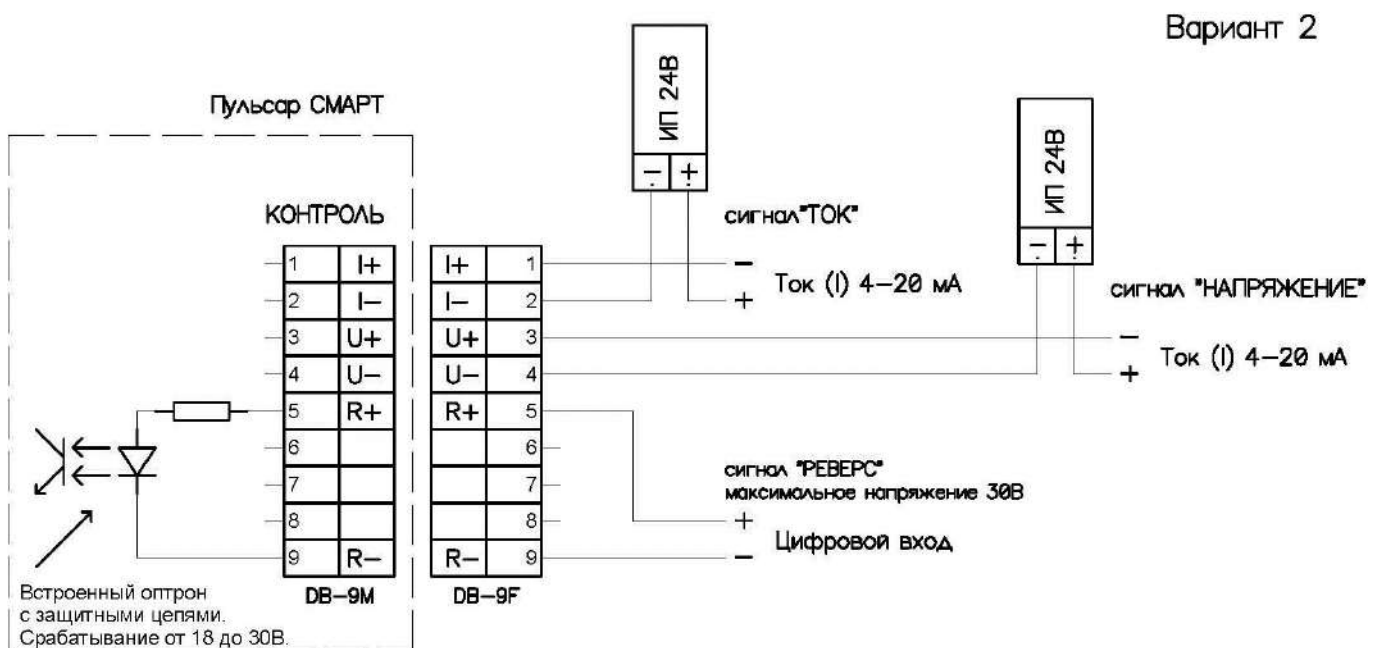 Вариант 2
Пульсар СМАРТ
ИП 24В
- +
ИП 24В
- +
КОНТРОЛЬ
сигнал"ТОК"
1 I+ I+ 1 -
Ток (I) 4-20 мА
2 I- I- 2 +
сигнал "НАПРЯЖЕНИЕ"
3 U+ U+ 3 -
Ток (I) 4-20 мА
4 U- U- 4 +
5 R+ R+ 5
6 6
сигнал "РЕВЕРС"
7 7
максимальное напряжение 30В
8 8 +
Цифровой вход
9 R- R- 9 -
DB-9M DB-9F
Встроенный оптрон
с защитными цепями.
Срабатывание от 18 до 30В.